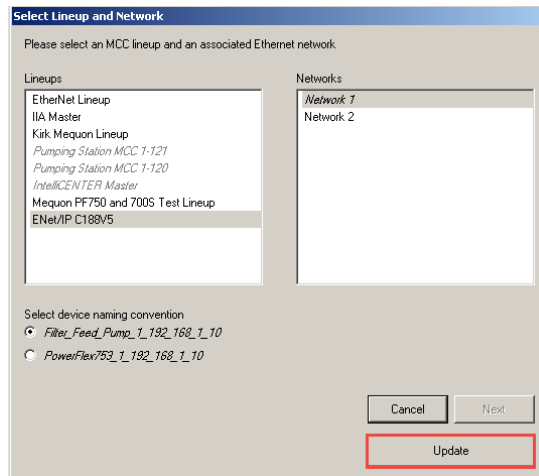 Select Lineup and Network
Please select an MCC lineup and an associated Ethernet network
Lineups
EtherNet Lineup
IIA Master
Kirk Mequon Lineup
Pumping Station MCC 1-121
Pumping Station MCC 1-120
IntelliCENTER Master
Mequon PF750 and 700S Test Lineup
ENet/IP C188V5
Networks
Network 1
Network 2
Select device naming convention
Filter_Feed_Pump_1_192_168_1_10
PowerFlex753_1_192_168_1_10
Cancel
Next
Update